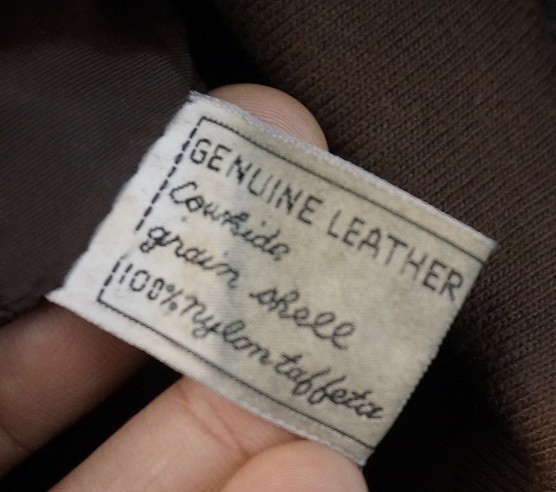 GENUINE LEATHER
Cowhide
grain shell
100% nylon taffeta